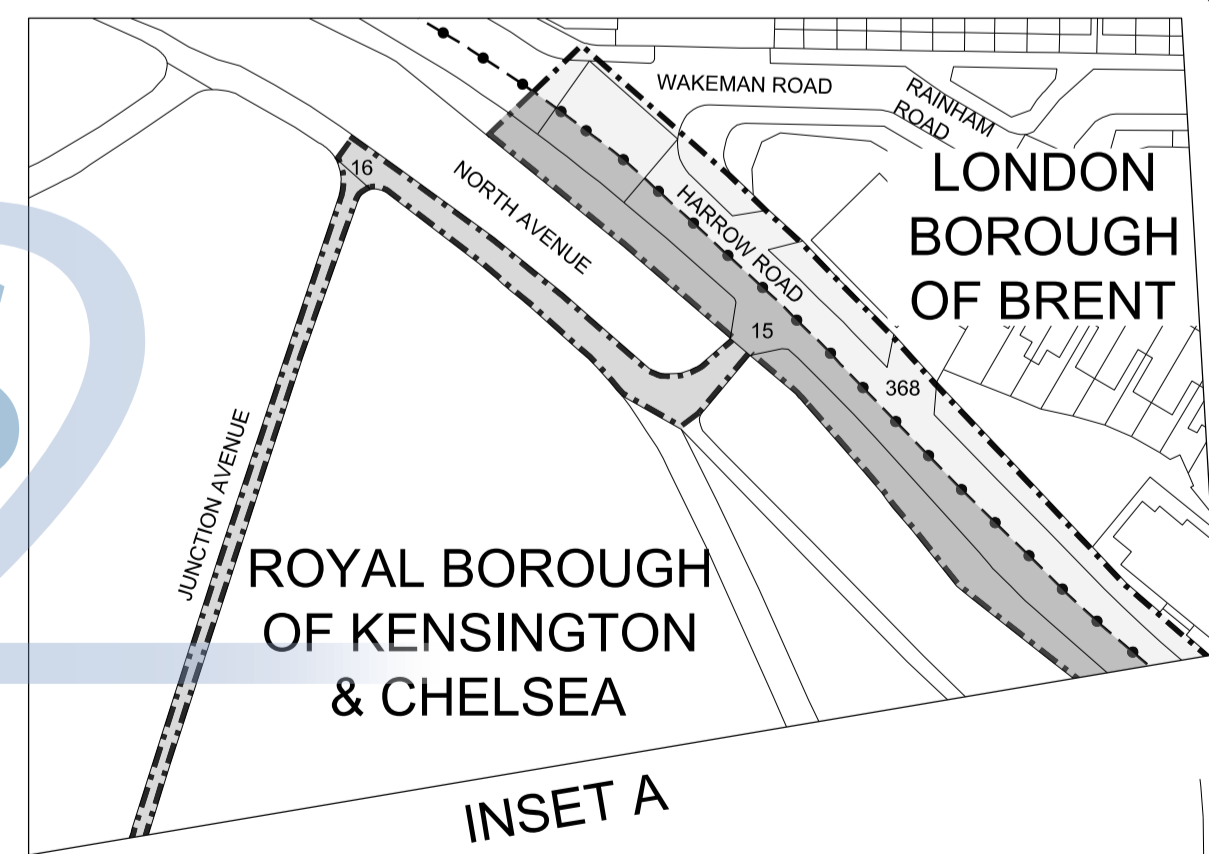 WAKEMAN ROAD
RAINHAM
ROAD
LONDON
BOROUGH
OF BRENT
16
NORTH AVENUE
HARROW ROAD
15
368
JUNCTION AVENUE
ROYAL BOROUGH
OF KENSINGTON
& CHELSEA
INSET A